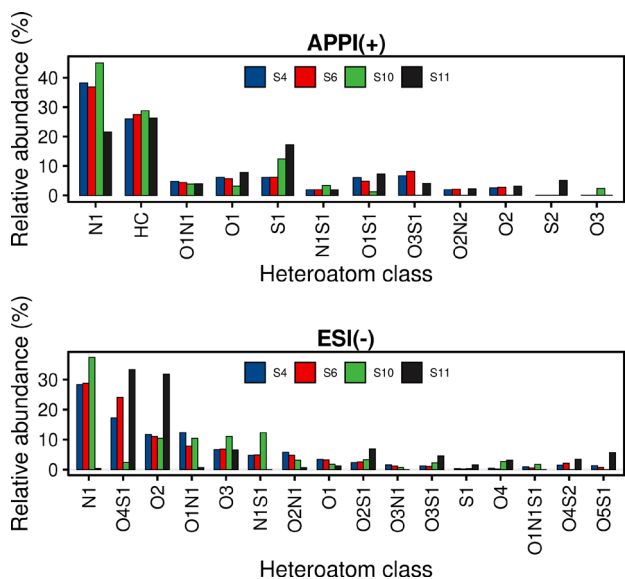 APPI(+)
Relative abundance (%)
40
30
20
10
0
S4 S6 S10 S11
N1 HC O1N1 O1 S1 N1S1 O1S1 O3S1 O2N2 O2 S2 O3
Heteroatom class
ESI(-)
Relative abundance (%)
30
20
10
0
S4 S6 S10 S11
N1 O4S1 O2 O1N1 O3 N1S1 O2N1 O1 O2S1 O3N1 O3S1 S1 O4 O1N1S1 O4S2 O5S1
Heteroatom class